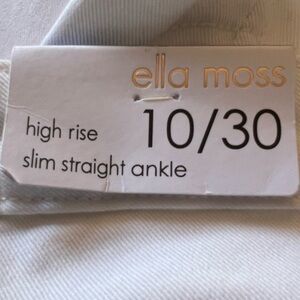 ella moss
high rise 10/30
slim straight ankle